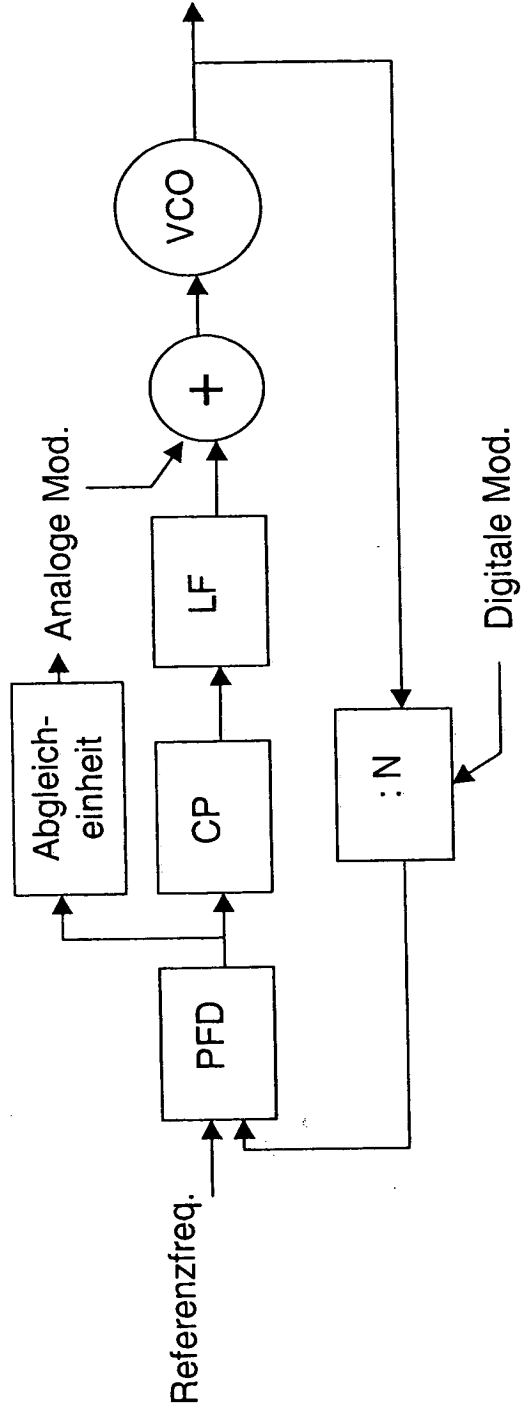 Referenzfreq.
PFD
Abgleich-
einheit
Analoge Mod.
CP
LF
+
VCO
: N
Digitale Mod.